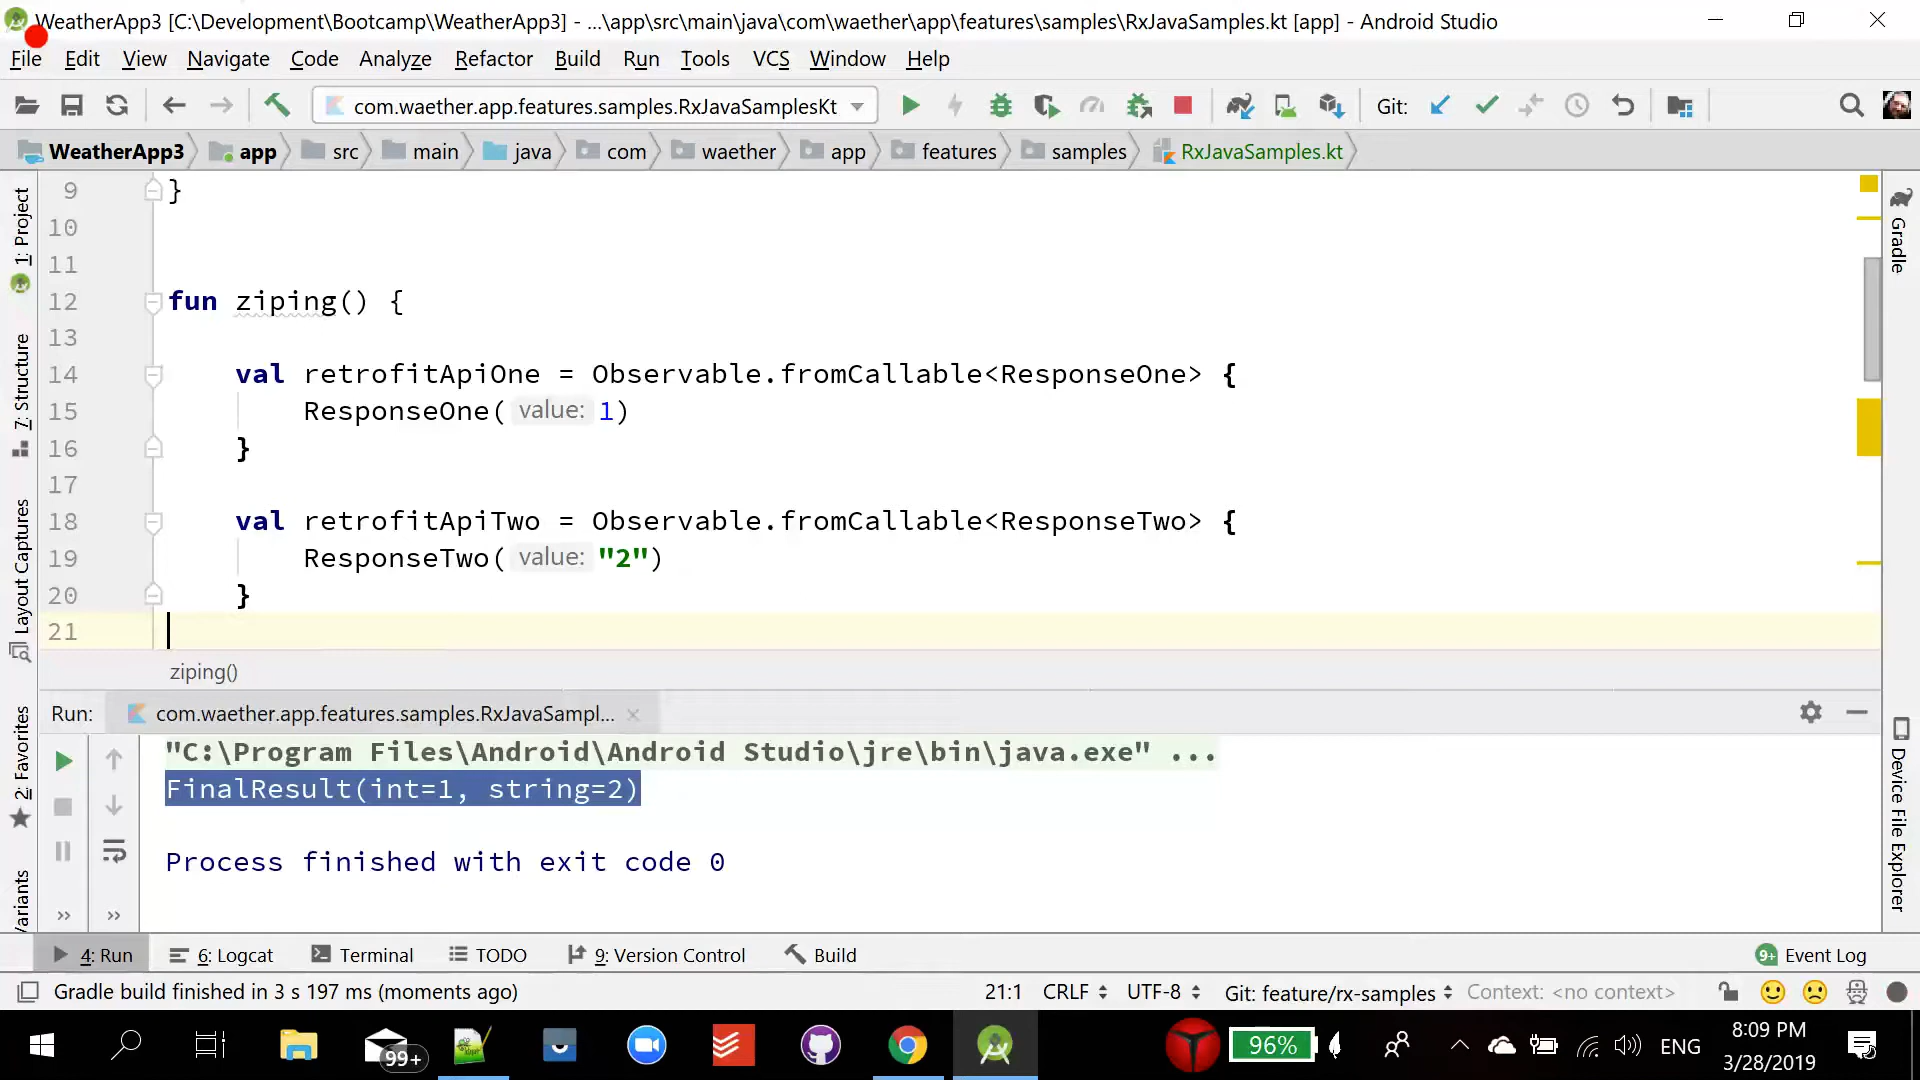 WeatherApp3 [C:\Development\Bootcamp\WeatherApp3] - ...\app\src\main\java\com\waether\app\features\samples\RxJavaSamples.kt [app] - Android Studio
File Edit View Navigate Code Analyze Refactor Build Run Tools VCS Window Help
com.waether.app.features.samples.RxJavaSamplesKt Git:
WeatherApp3 app src main java com waether app features samples RxJavaSamples.kt
1: Project
7: Structure
Layout Captures
2: Favorites
Variants
Gradle
Device File Explorer
9 }
10
11
12 fun ziping() {
13
14 val retrofitApiOne = Observable.fromCallable<ResponseOne> {
15 ResponseOne( value: 1)
16 }
17
18 val retrofitApiTwo = Observable.fromCallable<ResponseTwo> {
19 ResponseTwo( value: "2")
20 }
21
ziping()
Run: com.waether.app.features.samples.RxJavaSampl...
"C:\Program Files\Android\Android Studio\jre\bin\java.exe" ...
FinalResult(int=1, string=2)
Process finished with exit code 0
4: Run 6: Logcat Terminal TODO 9: Version Control Build 9+ Event Log
Gradle build finished in 3 s 197 ms (moments ago) 21:1 CRLF UTF-8 Git: feature/rx-samples Context: <no context>
99+ 96% ENG 8:09 PM
3/28/2019